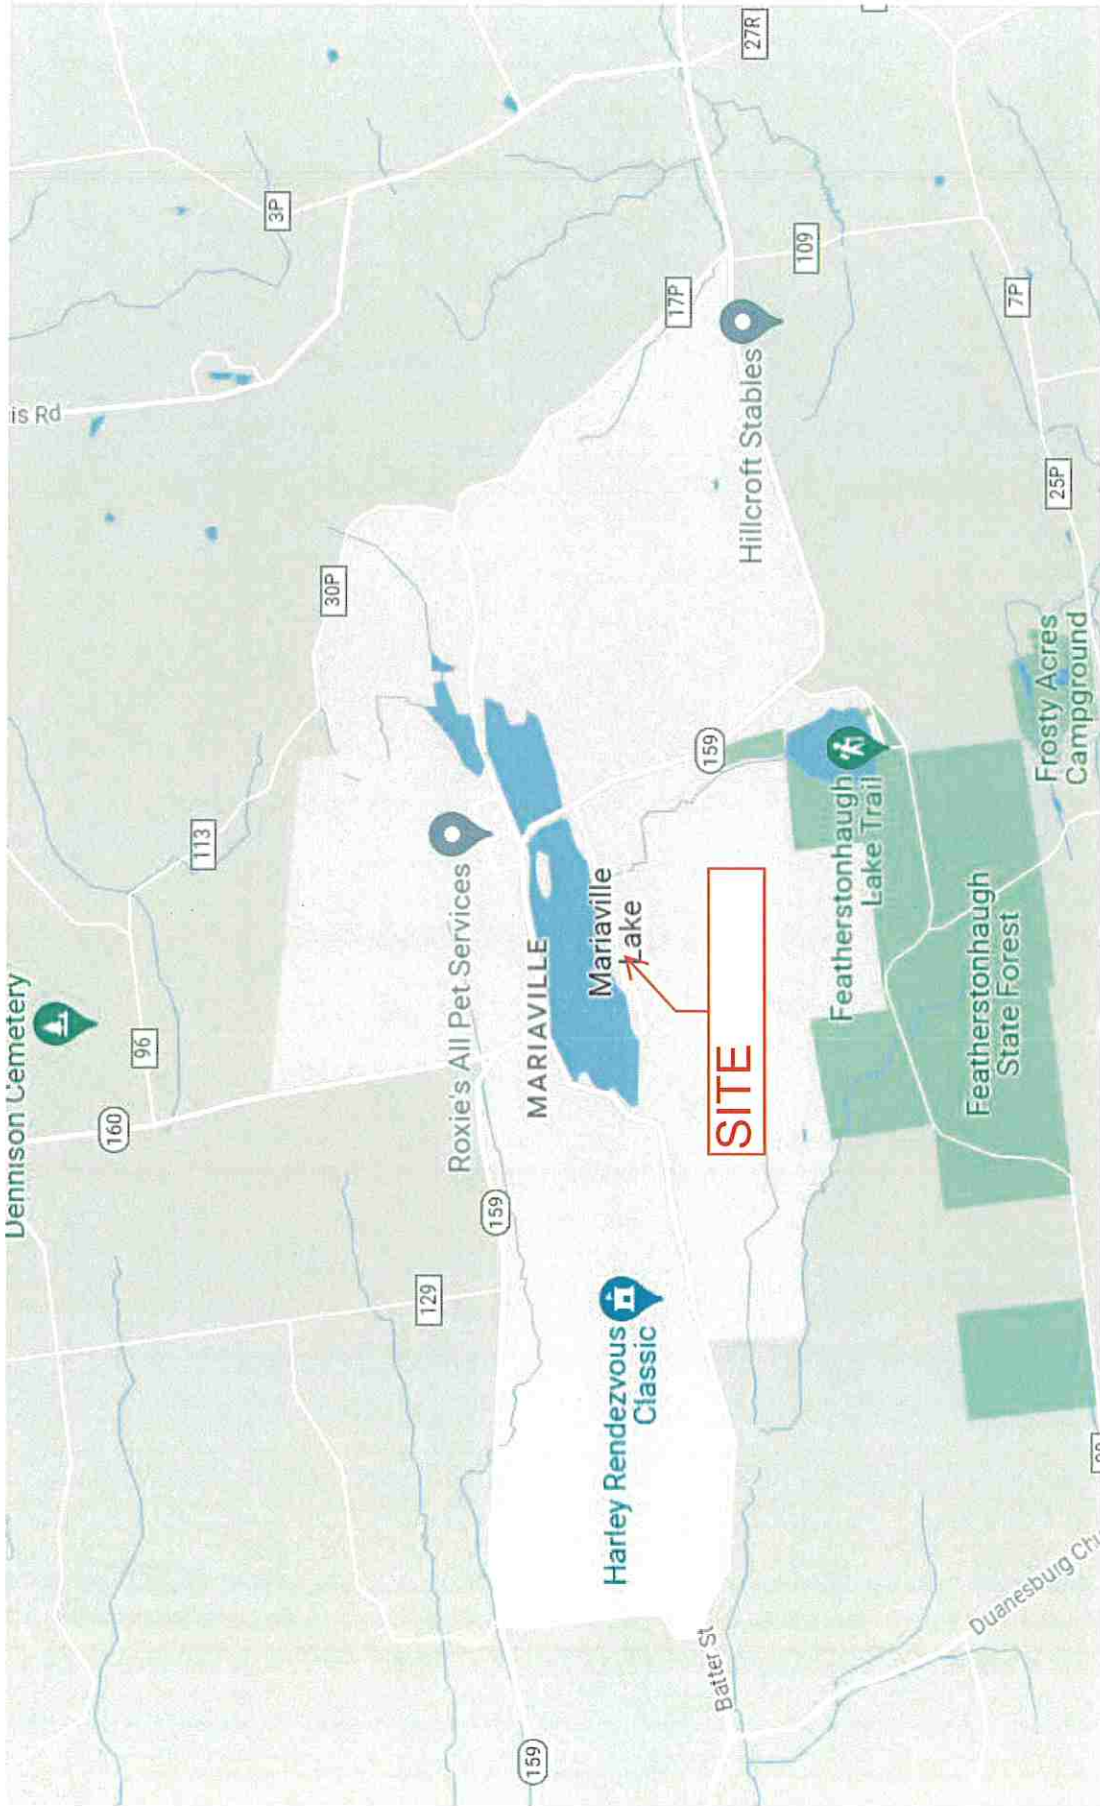 Dennison Cemetery
is Rd
160
96
113
3P
30P
27R
129
Roxie's All Pet Services
159
MARIAVILLE
159
17P
Mariaville
Lake
159
109
Hillcroft Stables
Harley Rendezvous
Classic
SITE
Featherstonhaugh
Lake Trail
7P
25P
Batter St
Featherstonhaugh
State Forest
Frosty Acres
Campground
Duanesburg Chu